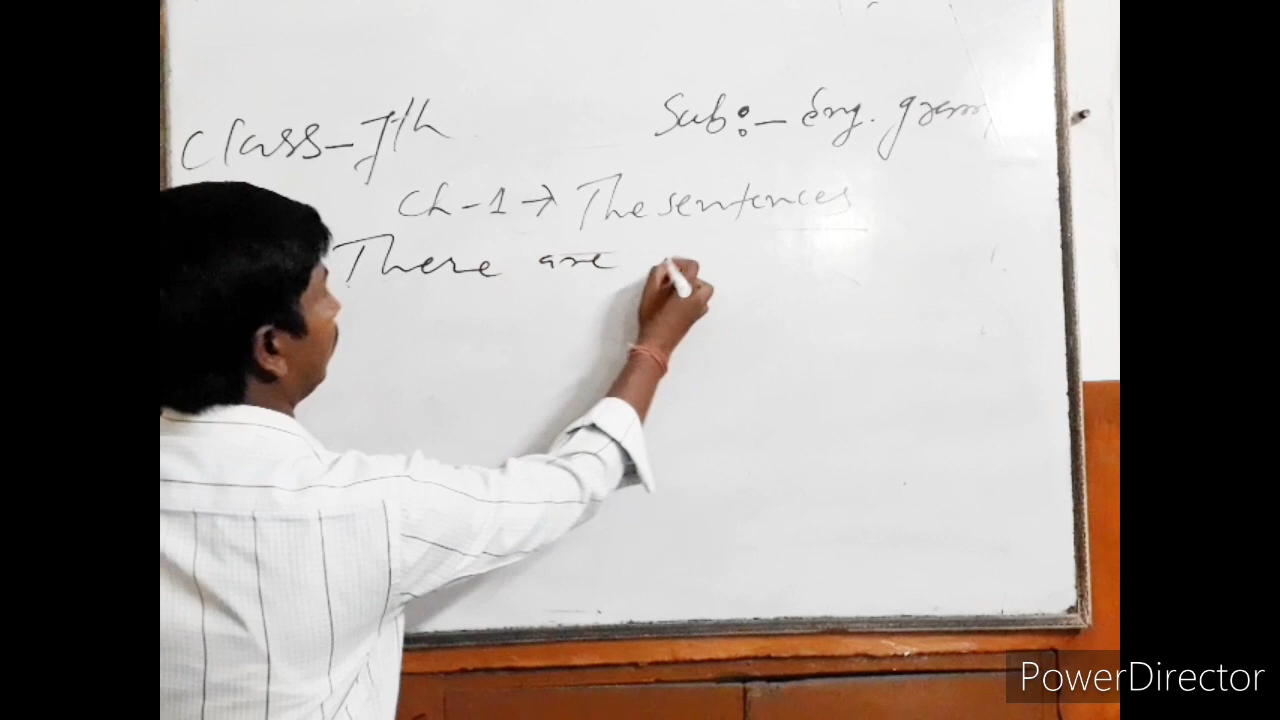 Class - 7th
Sub: - Eng. gram
Ch - 1 → The sentences
There are
PowerDirector